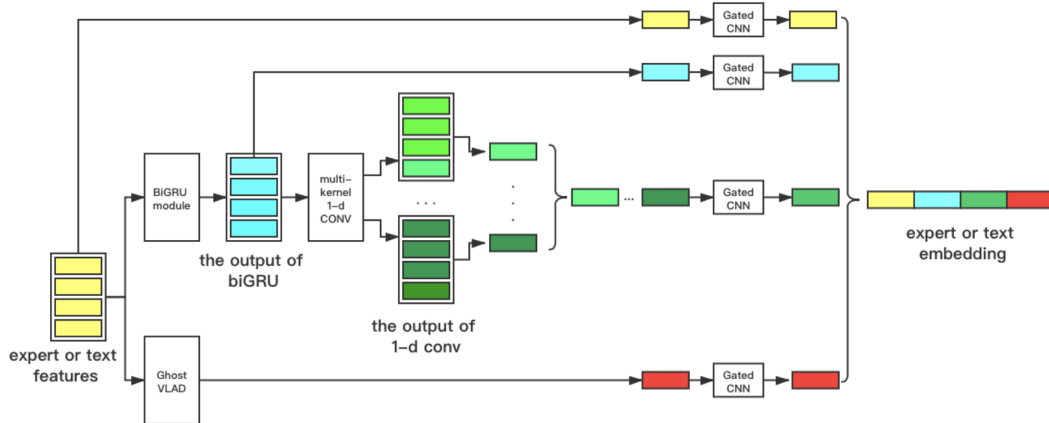 Gated
CNN
Gated
CNN
BiGRU
module
multi-
kernel
1-d
CONV
...
...
Gated
CNN
the output of
biGRU
expert or text
embedding
the output of
1-d conv
expert or text
features
Ghost
VLAD
Gated
CNN